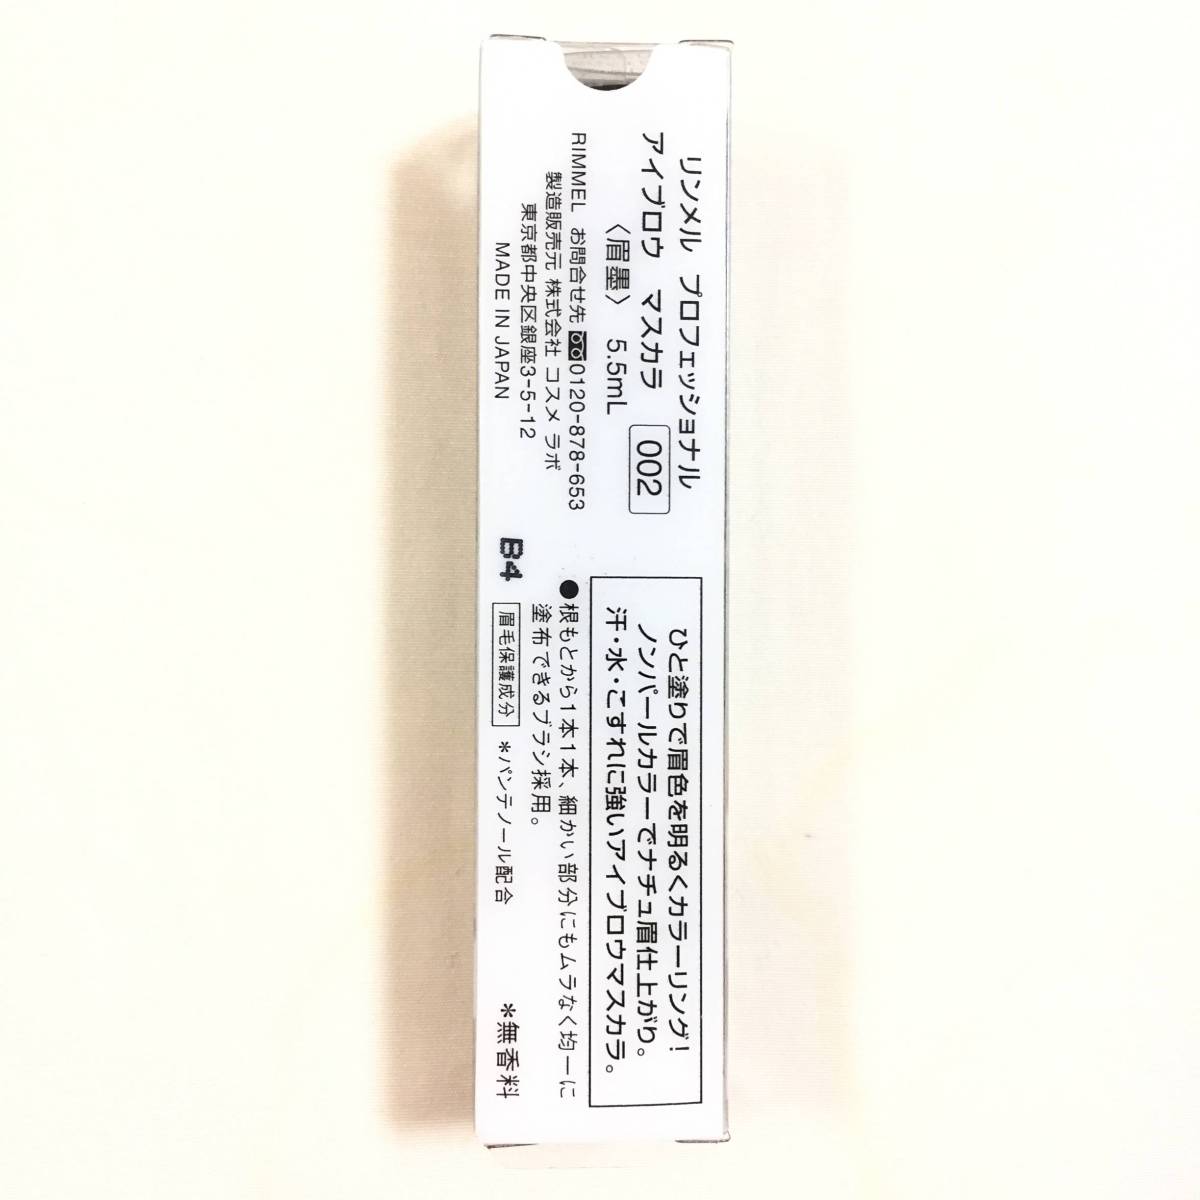 リンメル プロフェッショナル
アイブロウ マスカラ 002
〈眉墨〉 5.5mL
RIMMEL お問合せ先 0120-878-653
製造販売元 株式会社 コスメ ラボ
東京都中央区銀座3-5-12
MADE IN JAPAN
B4
ひと塗りで眉色を明るくカラーリング!
ノンパールカラーでナチュ眉仕上がり。
汗・水・こすれに強いアイブロウマスカラ。
●根もとから1本1本、細かい部分にもムラなく均一に
塗布できるブラシ採用。
眉毛保護成分 *パンテノール配合 *無香料